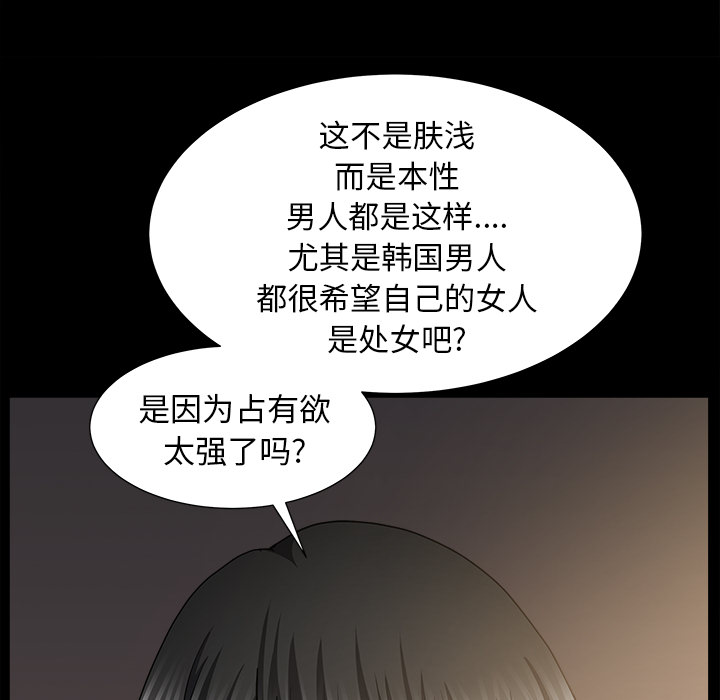 这不是肤浅
而是本性
男人都是这样....
尤其是韩国男人
都很希望自己的女人
是处女吧?
是因为占有欲
太强了吗?